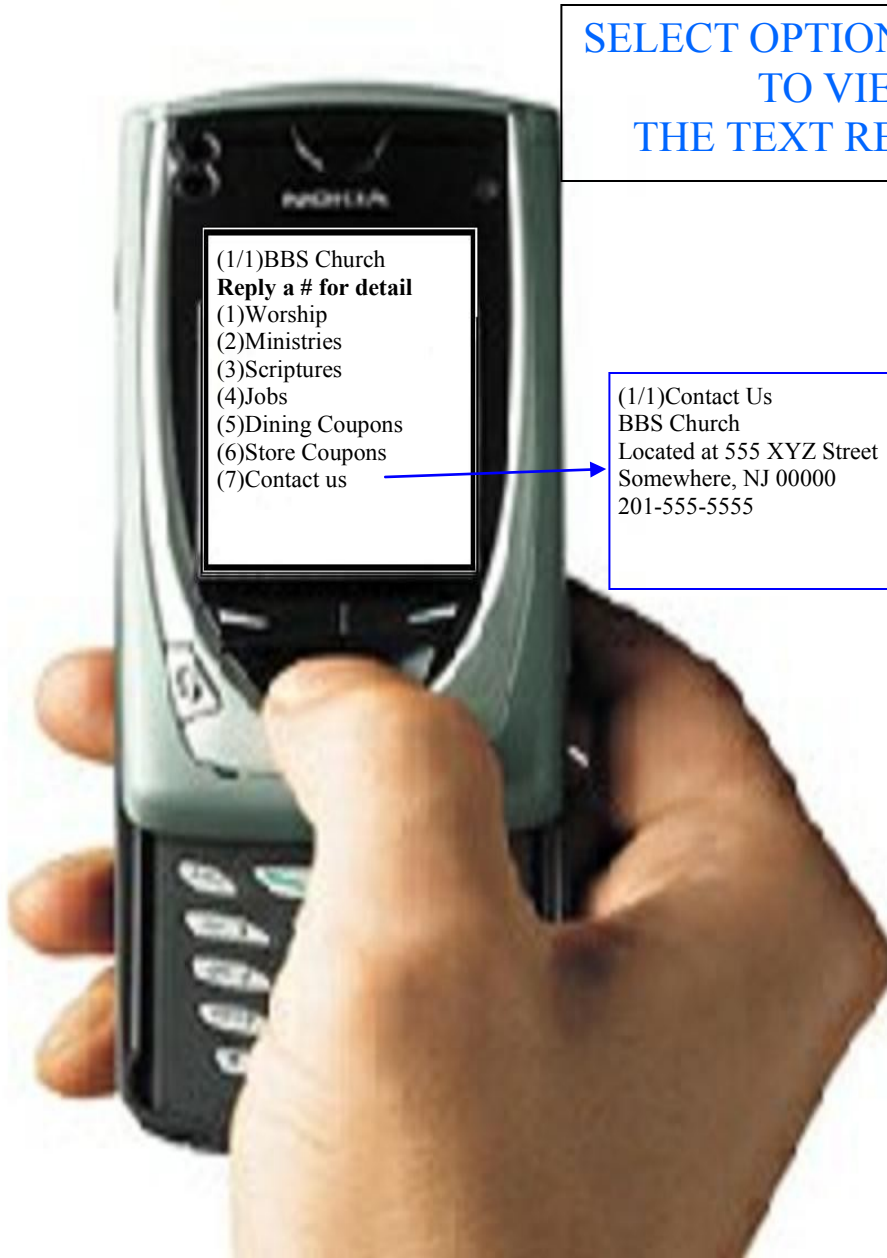 SELECT OPTION
TO VIE
THE TEXT RE
NOKIA
(1/1)BBS Church
Reply a # for detail
(1)Worship
(2)Ministries
(3)Scriptures
(4)Jobs
(5)Dining Coupons
(6)Store Coupons
(7)Contact us
(1/1)Contact Us
BBS Church
Located at 555 XYZ Street
Somewhere, NJ 00000
201-555-5555